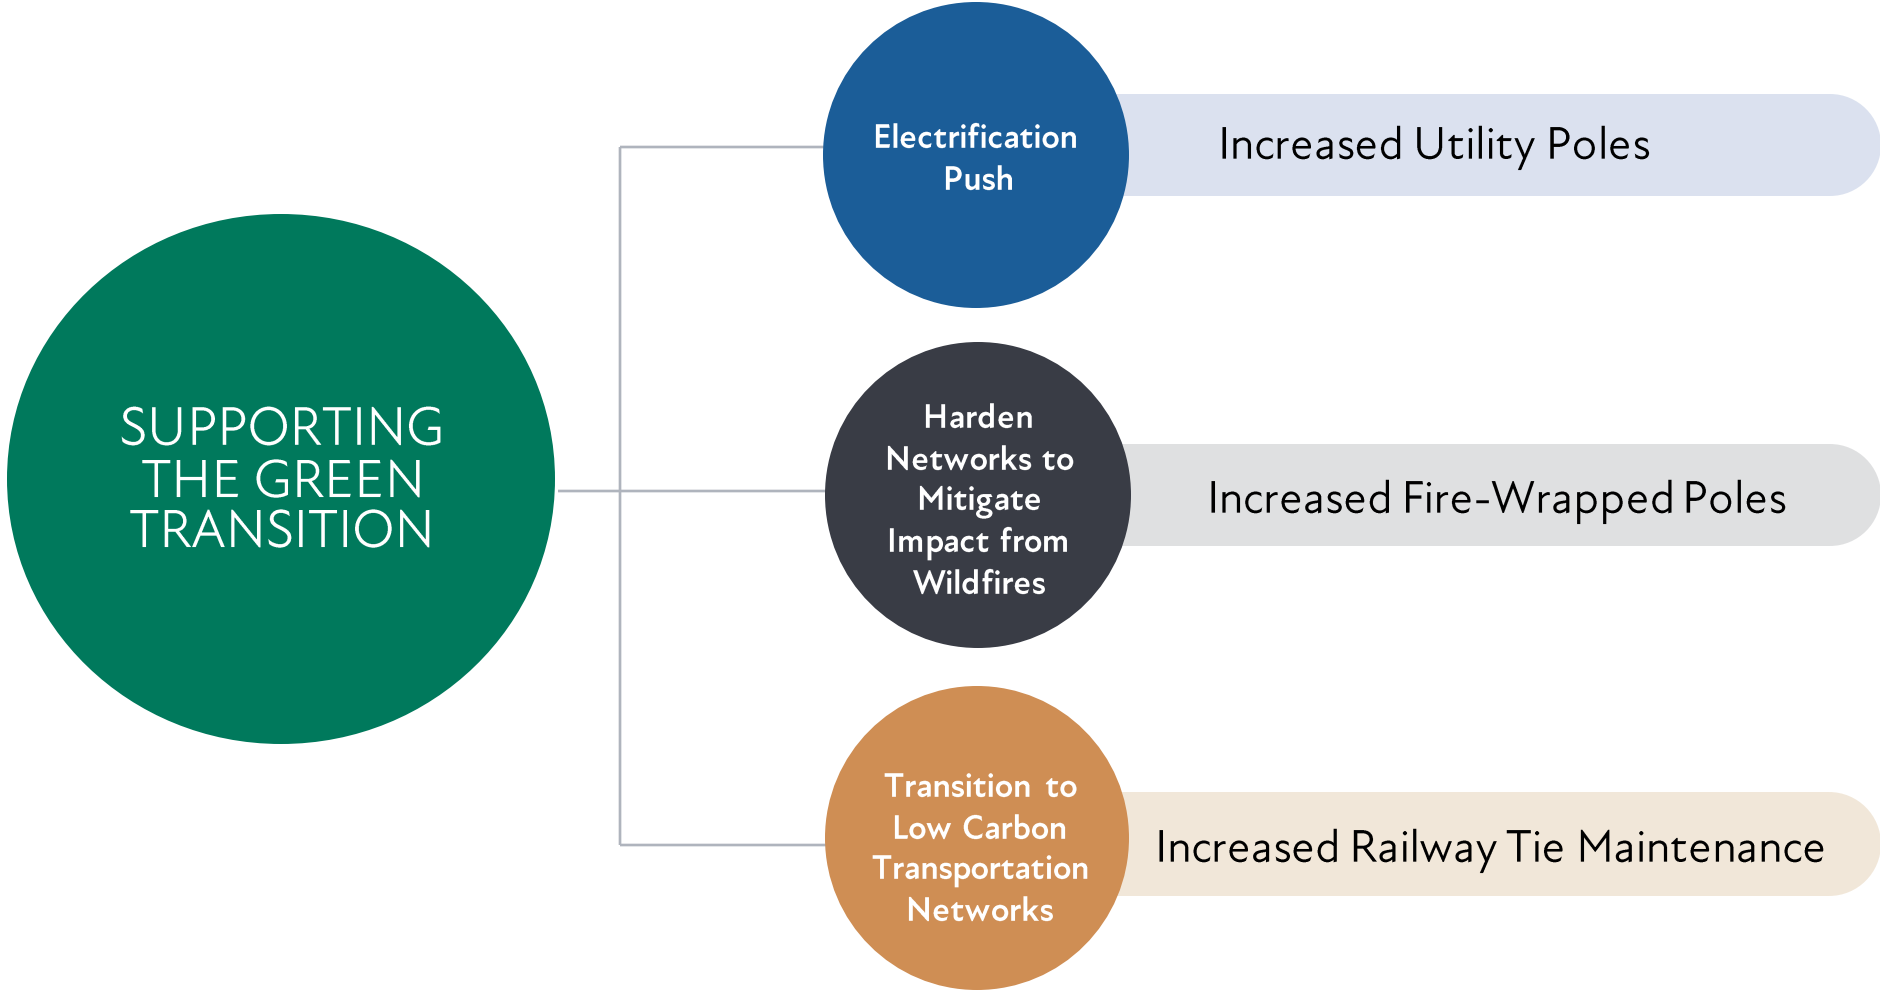 SUPPORTING
THE GREEN
TRANSITION
Electrification
Push
Increased Utility Poles
Harden
Networks to
Mitigate
Impact from
Wildfires
Increased Fire-Wrapped Poles
Transition to
Low Carbon
Transportation
Networks
Increased Railway Tie Maintenance